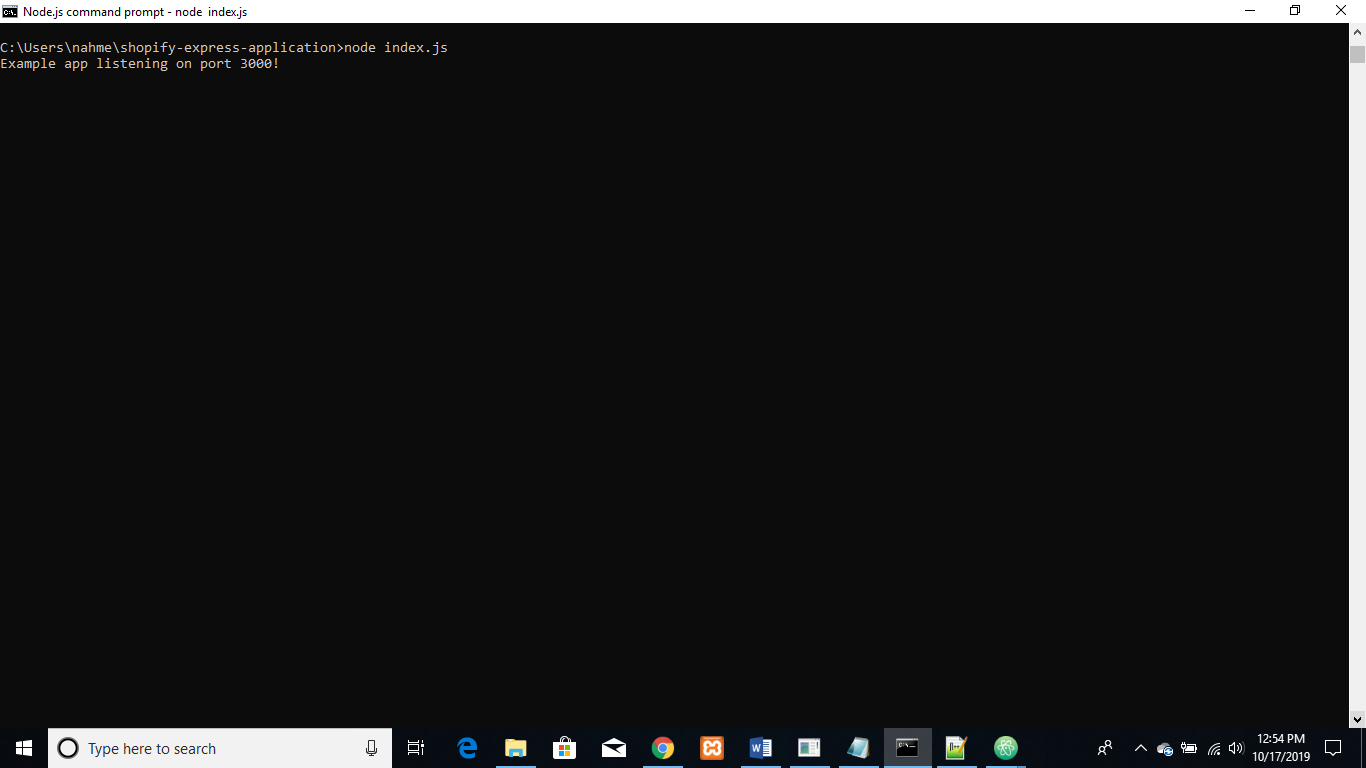 Node.js command prompt - node  index.js
C:\Users\nahme\shopify-express-application>node index.js
Example app listening on port 3000!
Type here to search
12:54 PM
10/17/2019